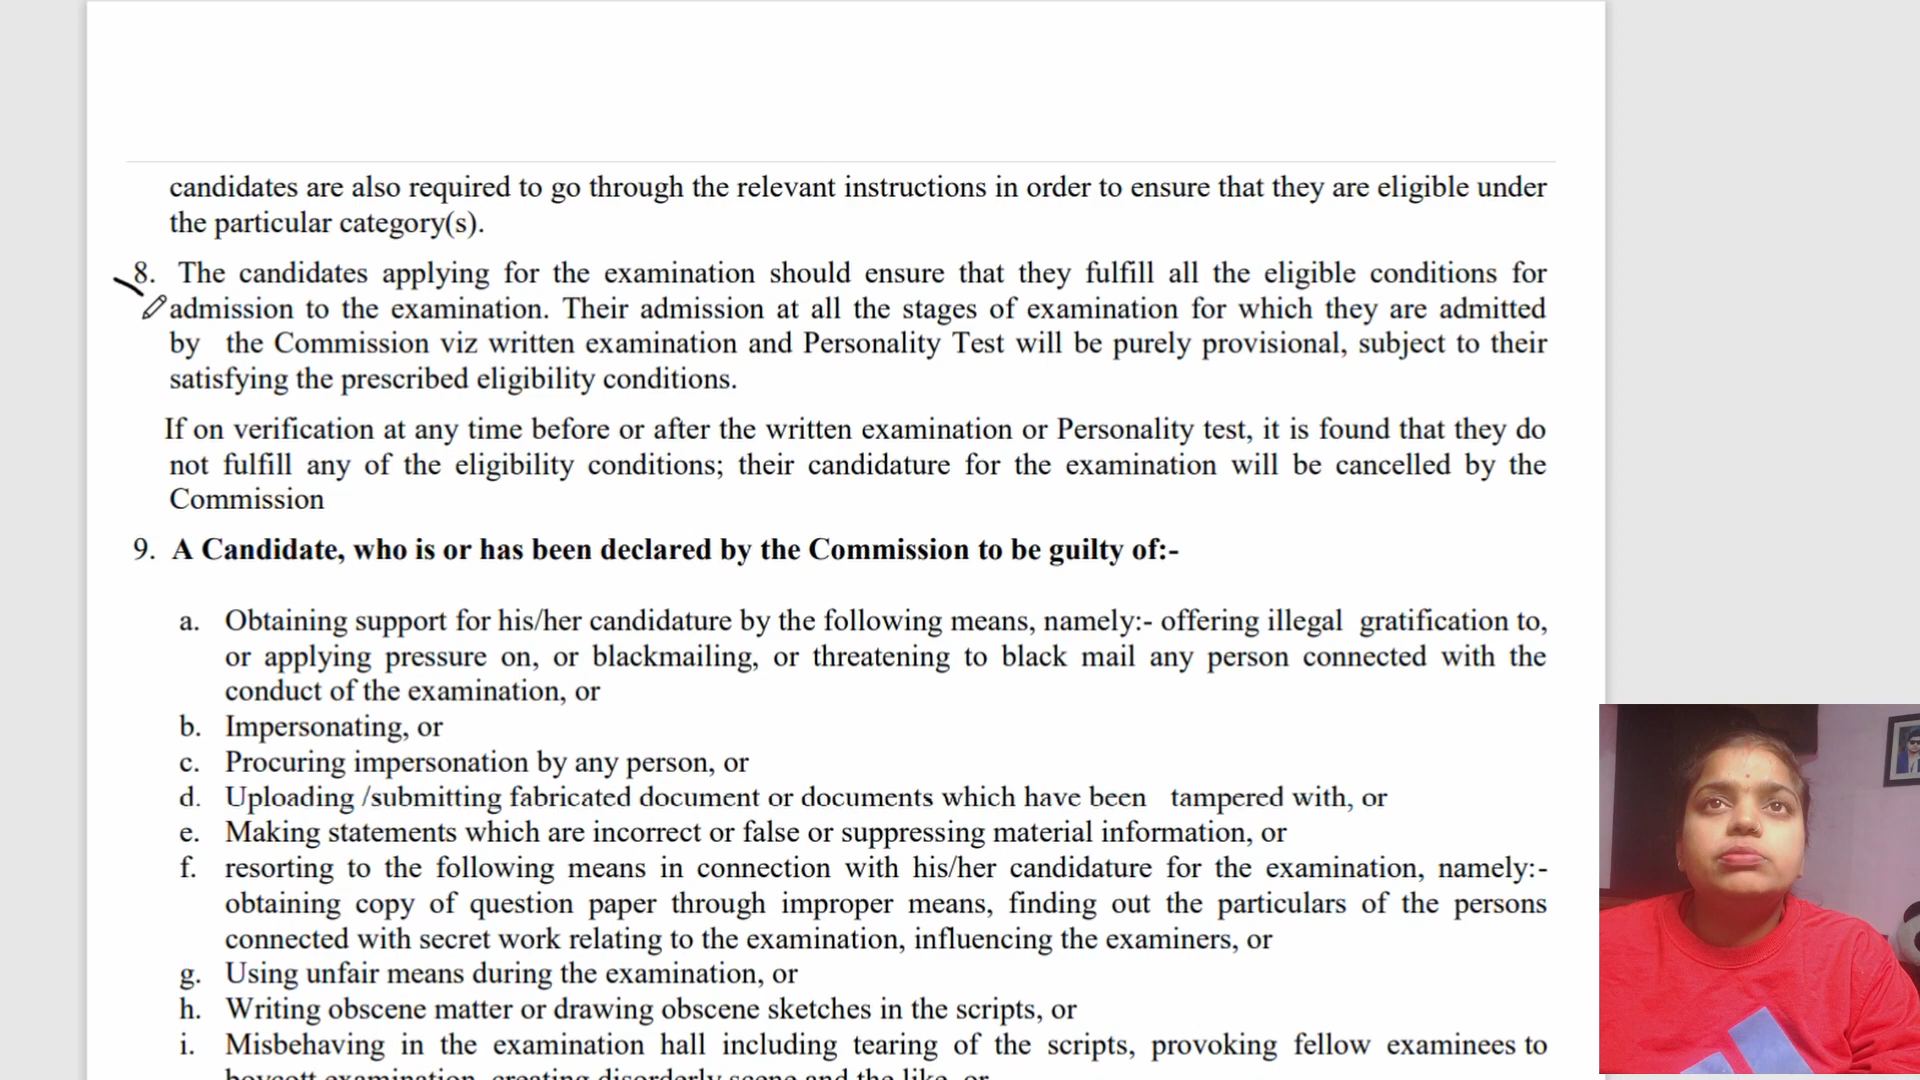 candidates are also required to go through the relevant instructions in order to ensure that they are eligible under
the particular category(s).
8. The candidates applying for the examination should ensure that they fulfill all the eligible conditions for
admission to the examination. Their admission at all the stages of examination for which they are admitted
by the Commission viz written examination and Personality Test will be purely provisional, subject to their
satisfying the prescribed eligibility conditions.
If on verification at any time before or after the written examination or Personality test, it is found that they do
not fulfill any of the eligibility conditions; their candidature for the examination will be cancelled by the
Commission
9. A Candidate, who is or has been declared by the Commission to be guilty of:-
a. Obtaining support for his/her candidature by the following means, namely:- offering illegal gratification to,
or applying pressure on, or blackmailing, or threatening to black mail any person connected with the
conduct of the examination, or
b. Impersonating, or
c. Procuring impersonation by any person, or
d. Uploading /submitting fabricated document or documents which have been tampered with, or
e. Making statements which are incorrect or false or suppressing material information, or
f. resorting to the following means in connection with his/her candidature for the examination, namely:-
obtaining copy of question paper through improper means, finding out the particulars of the persons
connected with secret work relating to the examination, influencing the examiners, or
g. Using unfair means during the examination, or
h. Writing obscene matter or drawing obscene sketches in the scripts, or
i. Misbehaving in the examination hall including tearing of the scripts, provoking fellow examinees to
boycott examination, creating disorderly scene and the like, or